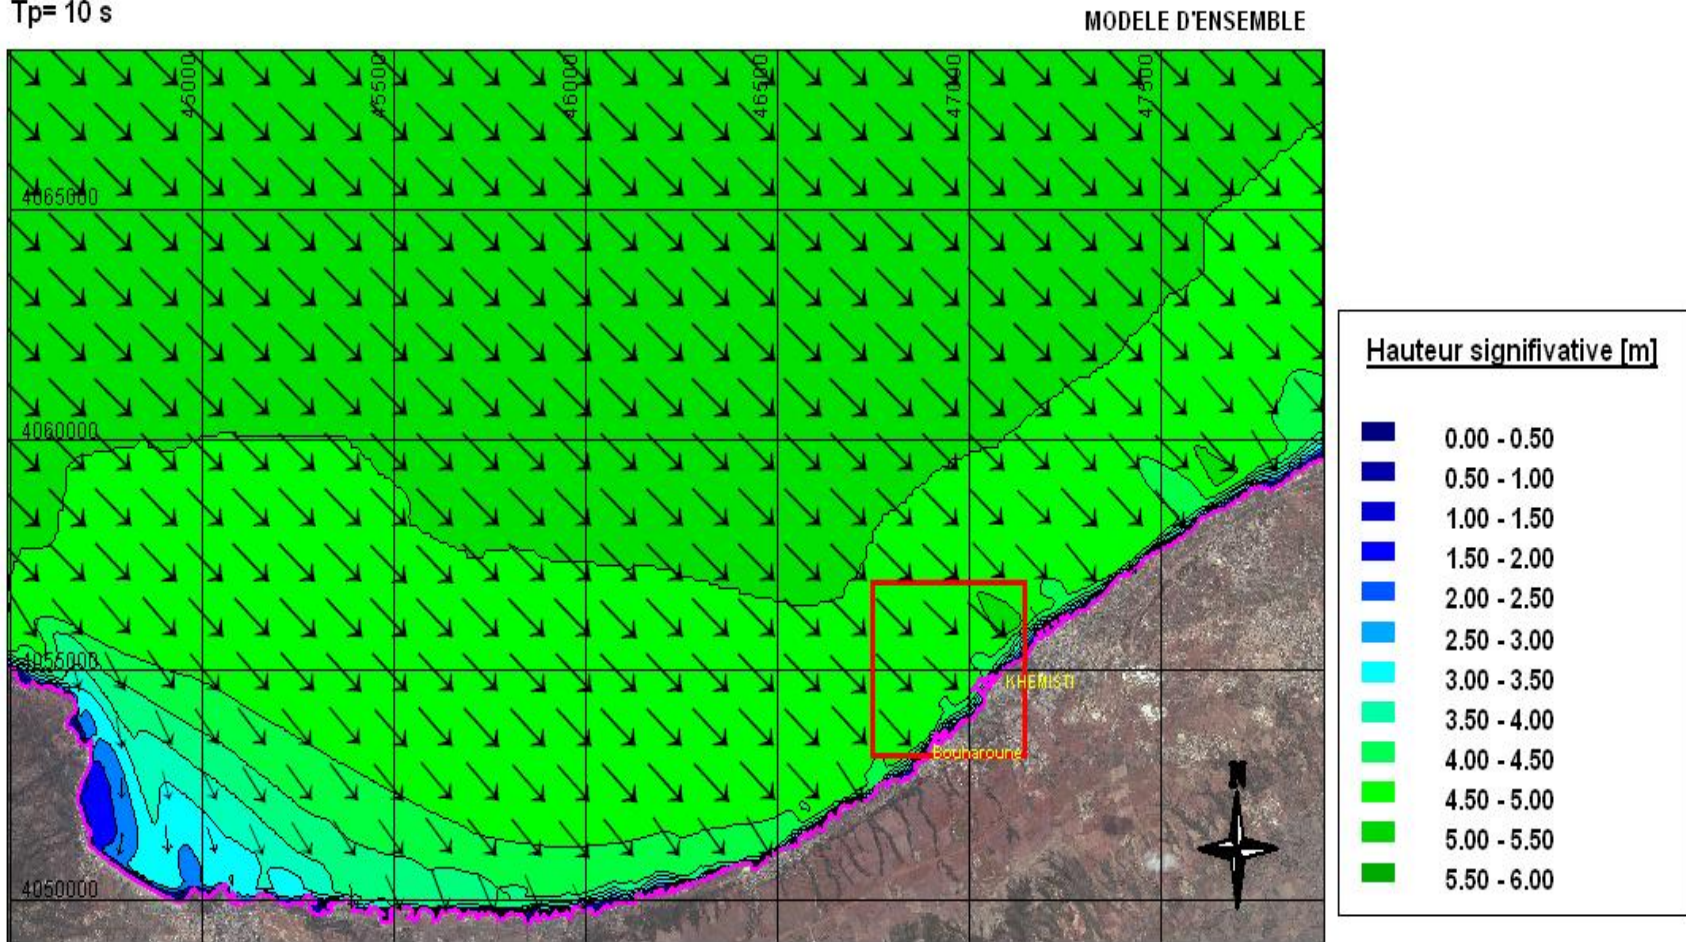 Tp= 10 s
MODELE D'ENSEMBLE
45000
45500
46000
46500
47000
47500
4065000
4060000
4055000
4050000
KHEMISTI
Bouharoune
N
Hauteur signifivative [m]
0.00 - 0.50
0.50 - 1.00
1.00 - 1.50
1.50 - 2.00
2.00 - 2.50
2.50 - 3.00
3.00 - 3.50
3.50 - 4.00
4.00 - 4.50
4.50 - 5.00
5.00 - 5.50
5.50 - 6.00